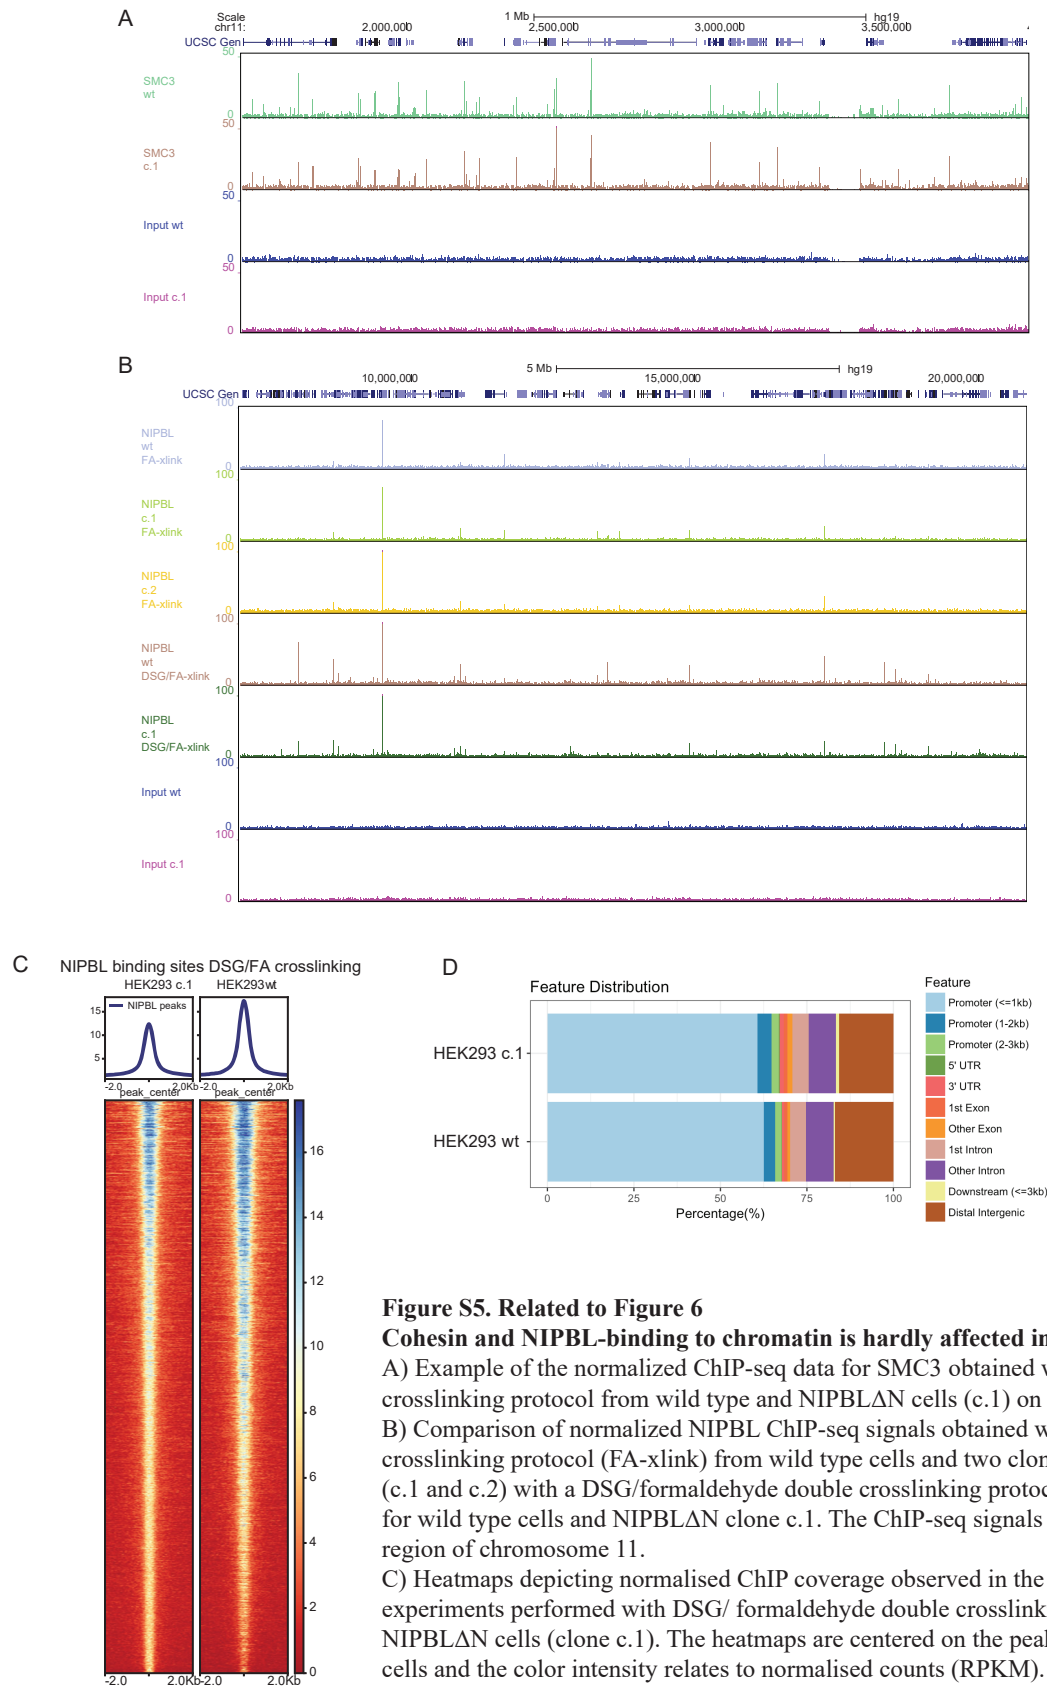 A
Scale
chr11:
1 Mb
hg19
2,000,000
2,500,000
3,000,000
3,500,000
UCSC Gen
50
SMC3
wt
0
50
SMC3
c.1
0
50
Input wt
0
50
Input c.1
0
B
5 Mb
hg19
10,000,000
15,000,000
20,000,000
UCSC Gen
100
NIPBL
wt
FA-xlink
0
100
NIPBL
c.1
FA-xlink
0
100
NIPBL
c.2
FA-xlink
0
100
NIPBL
wt
DSG/FA-xlink
0
100
NIPBL
c.1
DSG/FA-xlink
0
100
Input wt
0
100
Input c.1
0
C
NIPBL binding sites DSG/FA crosslinking
HEK293 c.1
HEK293wt
NIPBL peaks
15
10
5
-2.0
2.0Kb
-2.0
2.0Kb
peak_center
peak_center
16
14
12
10
8
6
4
2
0
-2.0
2.0Kb
-2.0
2.0Kb
D
Feature Distribution
HEK293 c.1
HEK293 wt
0
25
50
75
100
Percentage(%)
Feature
Promoter (<=1kb)
Promoter (1-2kb)
Promoter (2-3kb)
5' UTR
3' UTR
1st Exon
Other Exon
1st Intron
Other Intron
Downstream (<=3kb)
Distal Intergenic
Figure S5. Related to Figure 6
Cohesin and NIPBL-binding to chromatin is hardly affected in
A) Example of the normalized ChIP-seq data for SMC3 obtained w
crosslinking protocol from wild type and NIPBLΔN cells (c.1) on
B) Comparison of normalized NIPBL ChIP-seq signals obtained w
crosslinking protocol (FA-xlink) from wild type cells and two clon
(c.1 and c.2) with a DSG/formaldehyde double crosslinking protoc
for wild type cells and NIPBLΔN clone c.1. The ChIP-seq signals
region of chromosome 11.
C) Heatmaps depicting normalised ChIP coverage observed in the
experiments performed with DSG/ formaldehyde double crosslink
NIPBLΔN cells (clone c.1). The heatmaps are centered on the peak
cells and the color intensity relates to normalised counts (RPKM).